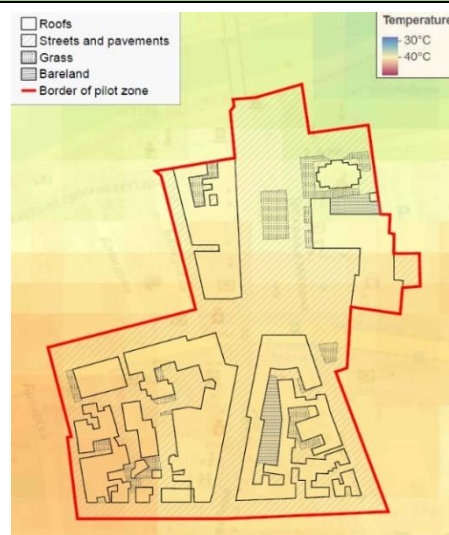 Roofs
Streets and pavements
Grass
Bareland
Border of pilot zone
Temperature
- 30°C
- 40°C